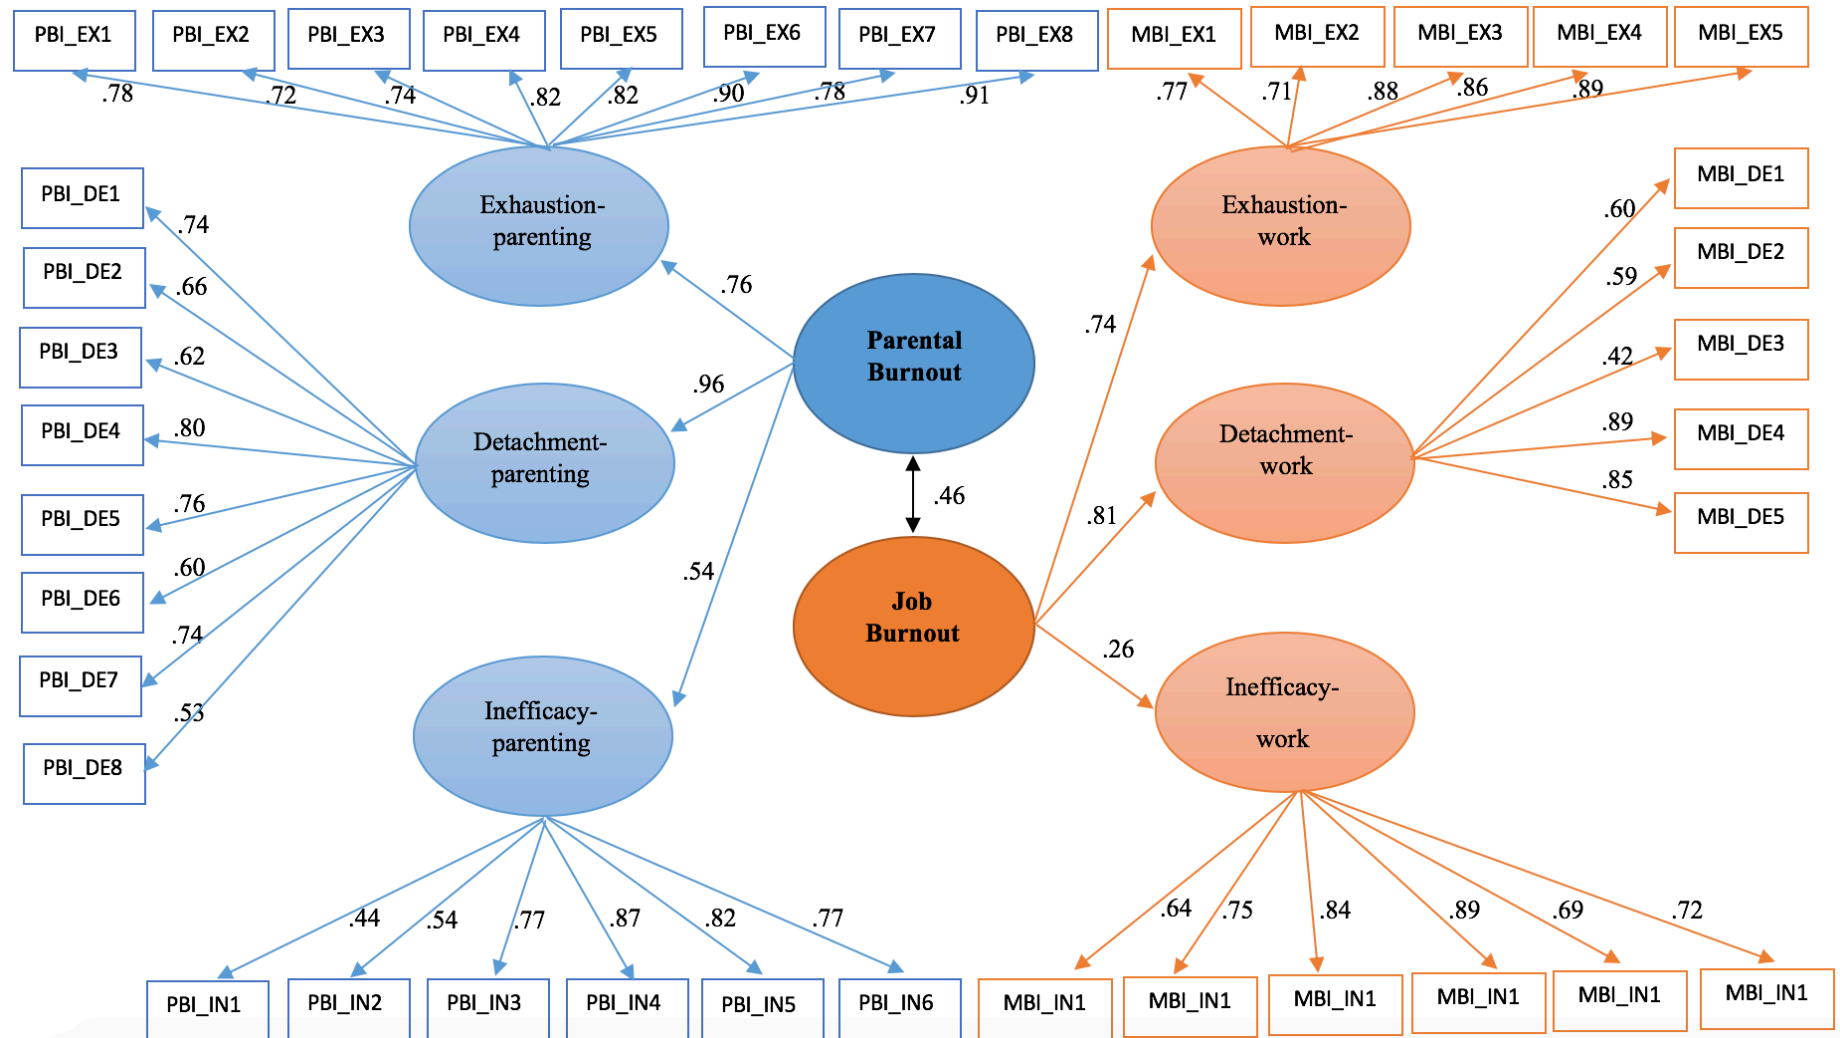 PBI_EX1
PBI_EX2
PBI_EX3
PBI_EX4
PBI_EX5
PBI_EX6
PBI_EX7
PBI_EX8
MBI_EX1
MBI_EX2
MBI_EX3
MBI_EX4
MBI_EX5
.78
.72
.74
.82
.82
.90
.78
.91
.77
.71
.88
.86
.89
Exhaustion-
parenting
Exhaustion-
work
PBI_DE1
PBI_DE2
PBI_DE3
PBI_DE4
PBI_DE5
PBI_DE6
PBI_DE7
PBI_DE8
.74
.66
.62
.80
.76
.60
.74
.53
Detachment-
parenting
.76
.96
.54
Parental
Burnout
.46
Job
Burnout
.74
.81
.26
Detachment-
work
.60
.59
.42
.89
.85
MBI_DE1
MBI_DE2
MBI_DE3
MBI_DE4
MBI_DE5
Inefficacy-
parenting
Inefficacy-
work
.44
.54
.77
.87
.82
.77
.64
.75
.84
.89
.69
.72
PBI_IN1
PBI_IN2
PBI_IN3
PBI_IN4
PBI_IN5
PBI_IN6
MBI_IN1
MBI_IN1
MBI_IN1
MBI_IN1
MBI_IN1
MBI_IN1